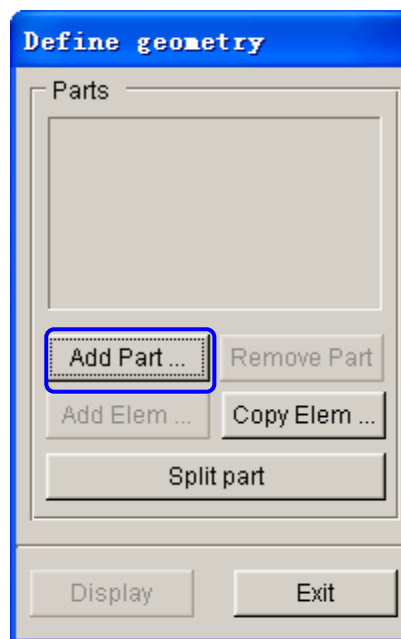 Define geometry
Parts
Add Part ... Remove Part
Add Elem ... Copy Elem ...
Split part
Display Exit